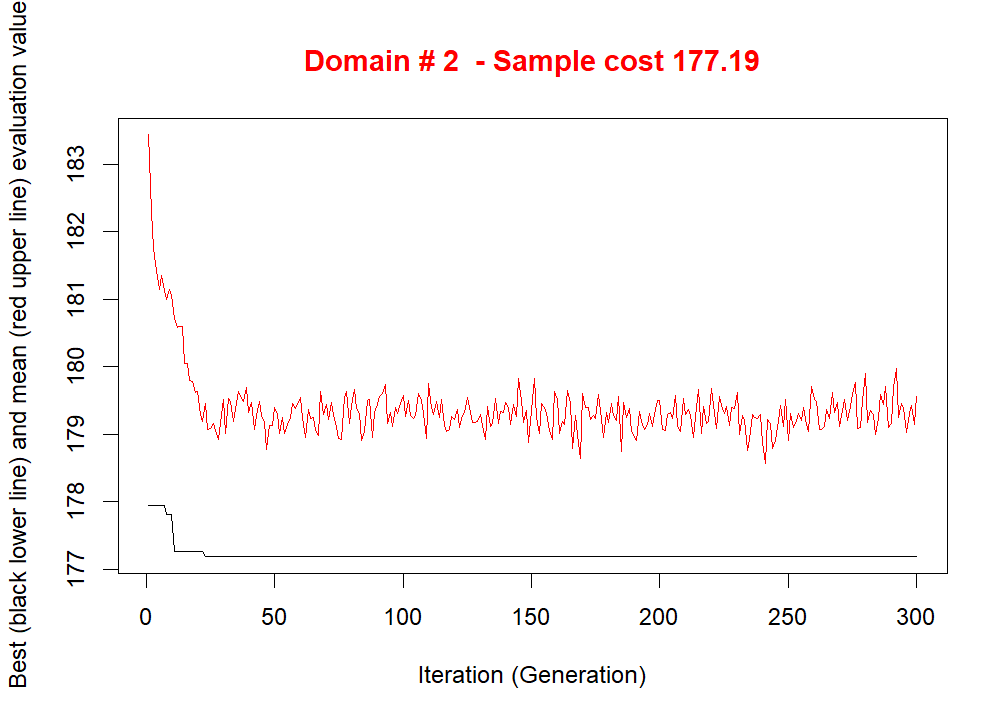 Domain # 2  - Sample cost 177.19
Best (black lower line) and mean (red upper line) evaluation value
183
182
181
180
179
178
177
0 50 100 150 200 250 300
Iteration (Generation)